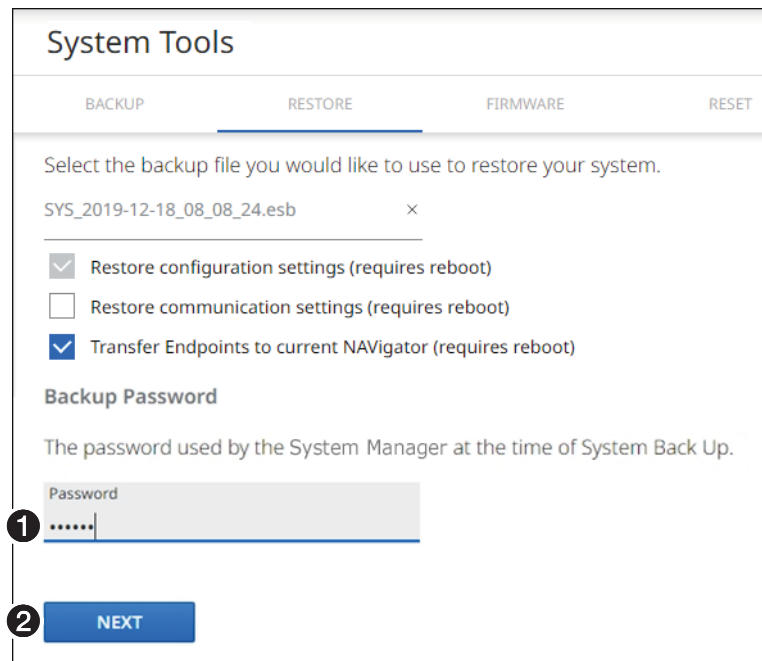 System Tools
BACKUP RESTORE FIRMWARE RESET
Select the backup file you would like to use to restore your system.
SYS_2019-12-18_08_08_24.esb ×
Restore configuration settings (requires reboot)
Restore communication settings (requires reboot)
Transfer Endpoints to current NAVigator (requires reboot)
Backup Password
The password used by the System Manager at the time of System Back Up.
Password
1 ••••••
2 NEXT